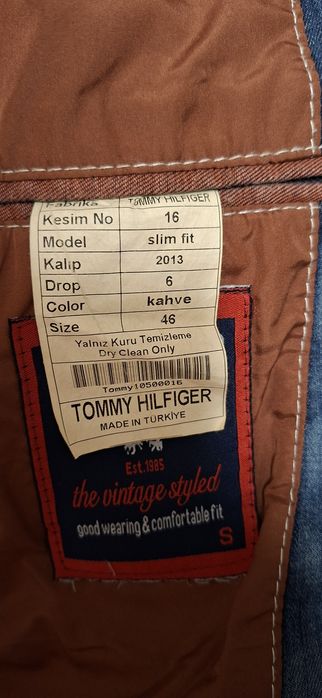 Fabrika TOMMY HILFIGER
Kesim No 16
Model slim fit
Kalıp 2013
Drop 6
Color kahve
Size 46
Yalnız Kuru Temizleme
Dry Clean Only
Tommy10500016
TOMMY HILFIGER
MADE IN TURKİYE
Est.1985
the vintage styled
good wearing & comfortable fit
S